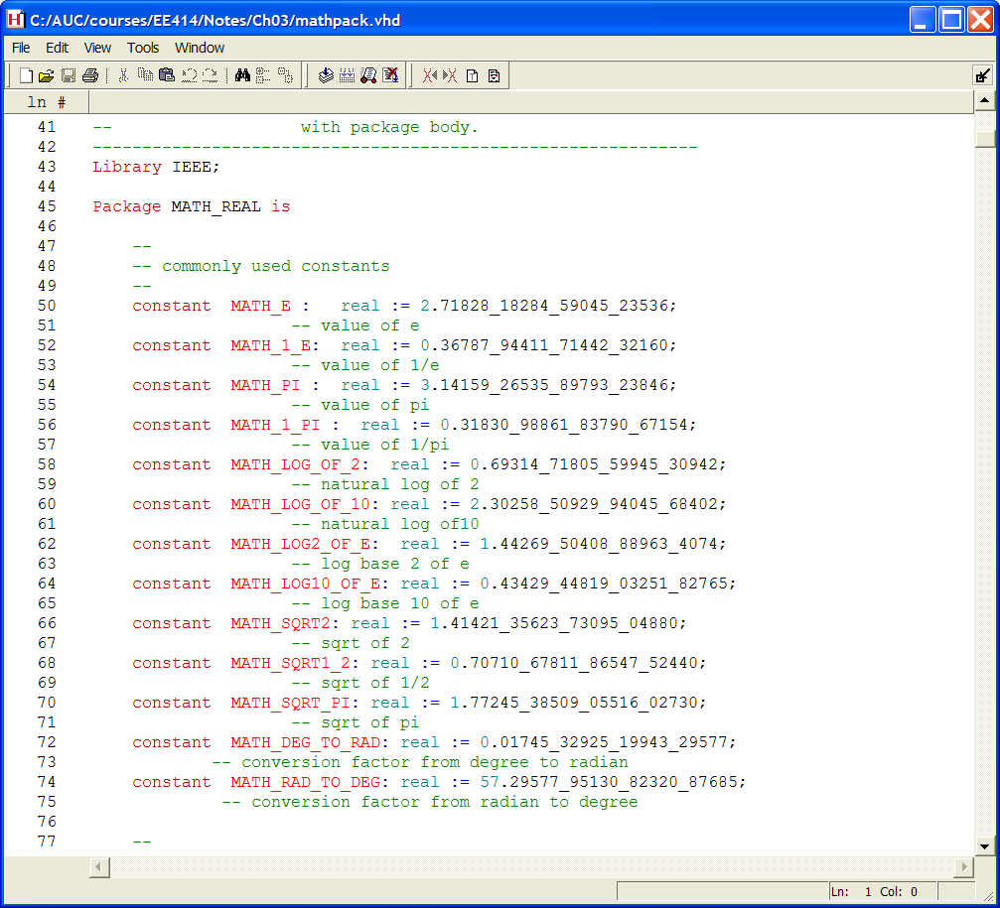 C:/AUC/courses/EE414/Notes/Ch03/mathpack.vhd
File Edit View Tools Window
ln #
41 -- with package body.
42 -------------------------------------------------------------
43 Library IEEE;
44
45 Package MATH_REAL is
46
47 --
48 -- commonly used constants
49 --
50 constant MATH_E : real := 2.71828_18284_59045_23536;
51 -- value of e
52 constant MATH_1_E: real := 0.36787_94411_71442_32160;
53 -- value of 1/e
54 constant MATH_PI : real := 3.14159_26535_89793_23846;
55 -- value of pi
56 constant MATH_1_PI : real := 0.31830_98861_83790_67154;
57 -- value of 1/pi
58 constant MATH_LOG_OF_2: real := 0.69314_71805_59945_30942;
59 -- natural log of 2
60 constant MATH_LOG_OF_10: real := 2.30258_50929_94045_68402;
61 -- natural log of10
62 constant MATH_LOG2_OF_E: real := 1.44269_50408_88963_4074;
63 -- log base 2 of e
64 constant MATH_LOG10_OF_E: real := 0.43429_44819_03251_82765;
65 -- log base 10 of e
66 constant MATH_SQRT2: real := 1.41421_35623_73095_04880;
67 -- sqrt of 2
68 constant MATH_SQRT1_2: real := 0.70710_67811_86547_52440;
69 -- sqrt of 1/2
70 constant MATH_SQRT_PI: real := 1.77245_38509_05516_02730;
71 -- sqrt of pi
72 constant MATH_DEG_TO_RAD: real := 0.01745_32925_19943_29577;
73 -- conversion factor from degree to radian
74 constant MATH_RAD_TO_DEG: real := 57.29577_95130_82320_87685;
75 -- conversion factor from radian to degree
76
77 --
Ln: 1 Col: 0